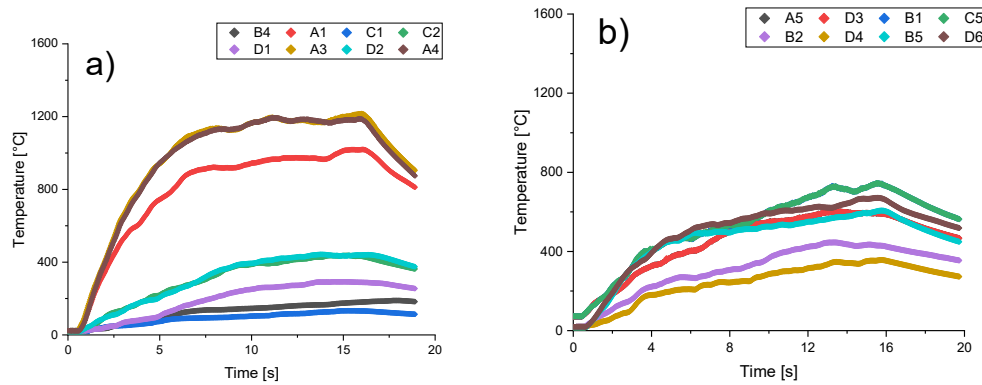 a)
B4 A1 C1 C2
D1 A3 D2 A4
1600
1200
800
400
0
Temperature [°C]
0 5 10 15 20
Time [s]
b)
A5 D3 B1 C5
B2 D4 B5 D6
1600
1200
800
400
0
Temperature [°C]
0 4 8 12 16 20
Time [s]